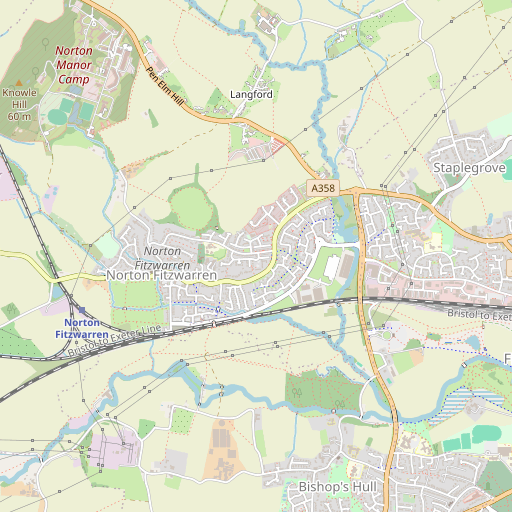 Norton
Manor
Camp
Knowle
Hill
60 m
Pen Elm Hill
Langford
A358
Staplegrove
Norton
Fitzwarren
Norton Fitzwarren
Norton
Fitzwarren
Bristol to Exeter Line
Bristol to Exe
F
Bishop's Hull